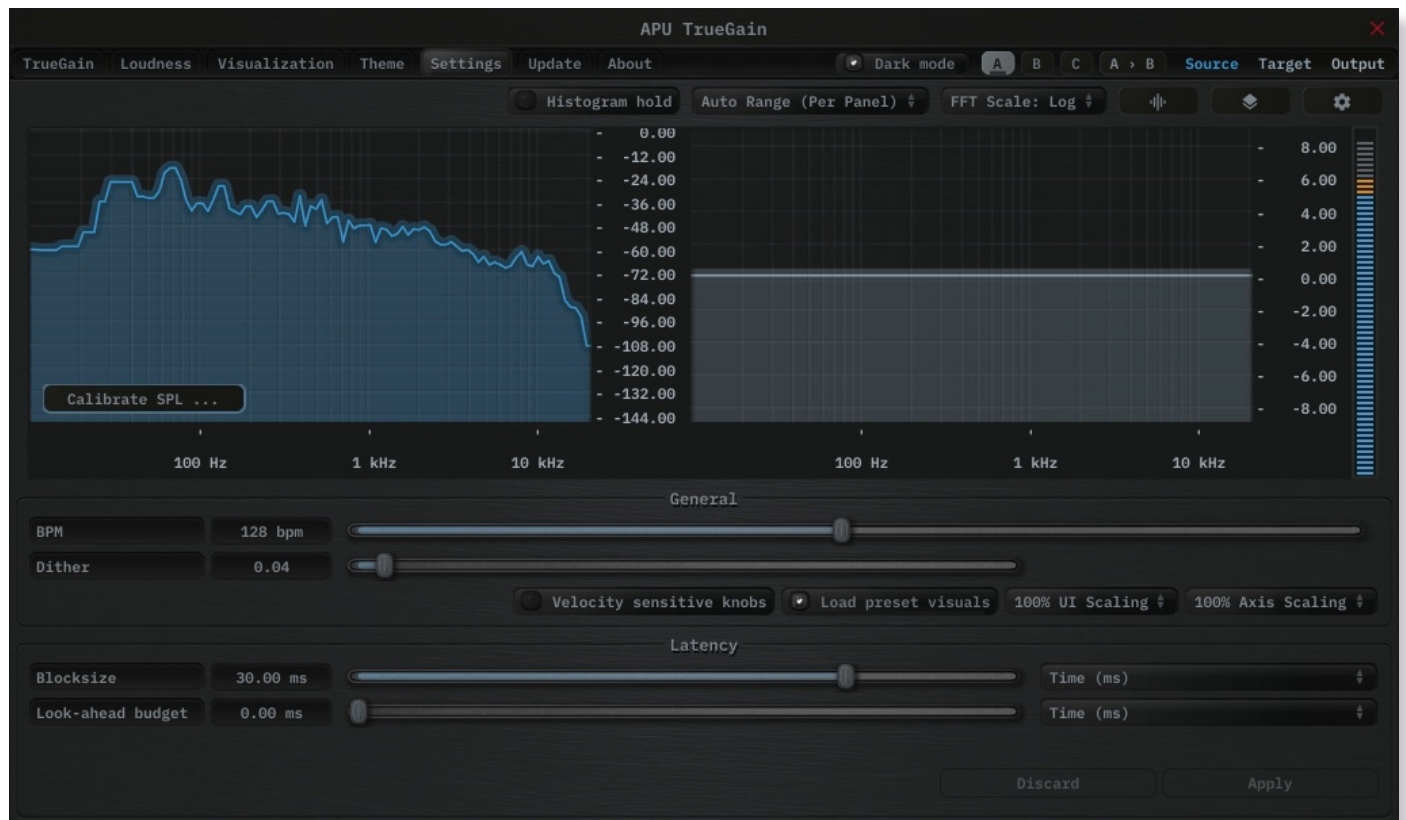 APU TrueGain
TrueGain Loudness Visualization Theme Settings Update About Dark mode A B C A › B Source Target Output
Histogram hold Auto Range (Per Panel) FFT Scale: Log
0.00
-12.00
-24.00
-36.00
-48.00
-60.00
-72.00
-84.00
-96.00
-108.00
-120.00
-132.00
-144.00
8.00
6.00
4.00
2.00
0.00
-2.00
-4.00
-6.00
-8.00
Calibrate SPL ...
100 Hz 1 kHz 10 kHz 100 Hz 1 kHz 10 kHz
General
BPM 128 bpm
Dither 0.04
Velocity sensitive knobs Load preset visuals 100% UI Scaling 100% Axis Scaling
Latency
Blocksize 30.00 ms Time (ms)
Look-ahead budget 0.00 ms Time (ms)
Discard Apply